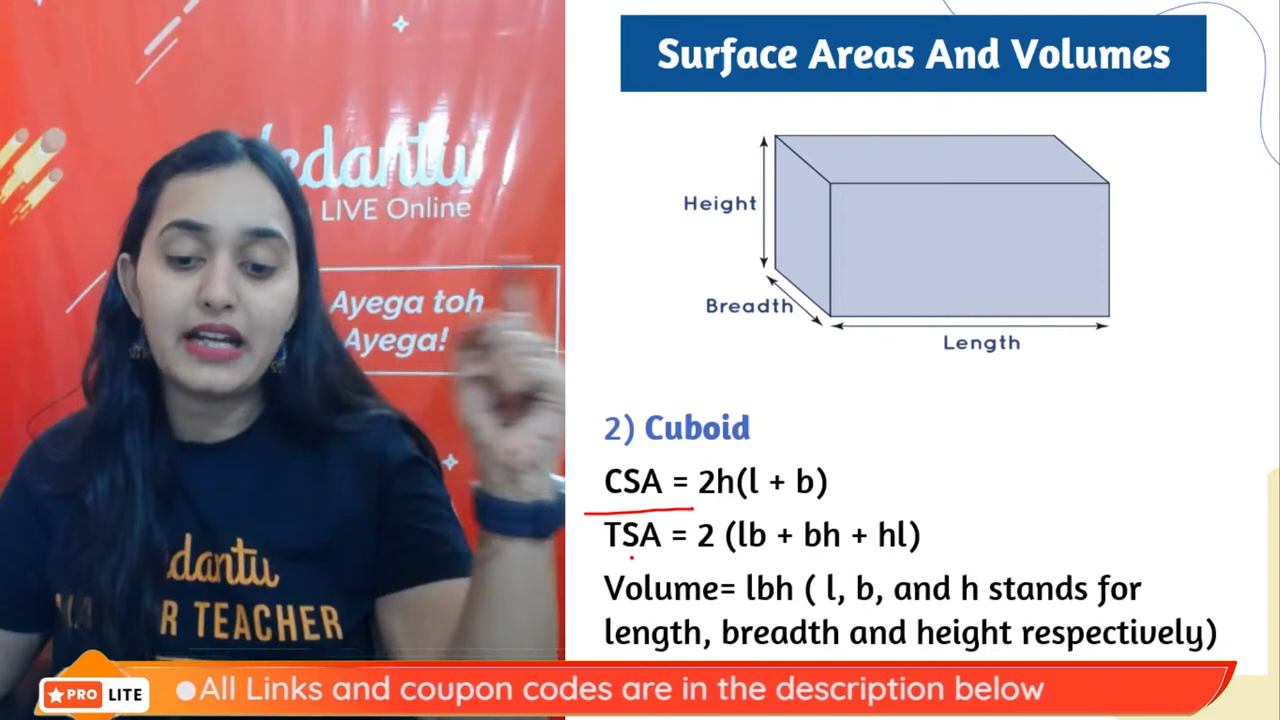 Surface Areas And Volumes
edantu
LIVE Online
Ayega toh
Ayega!
Height
Breadth
Length
2) Cuboid
CSA = 2h(l + b)
TSA = 2 (lb + bh + hl)
Volume= lbh ( l, b, and h stands for
length, breadth and height respectively)
edantu
R TEACHER
PRO LITE
All Links and coupon codes are in the description below